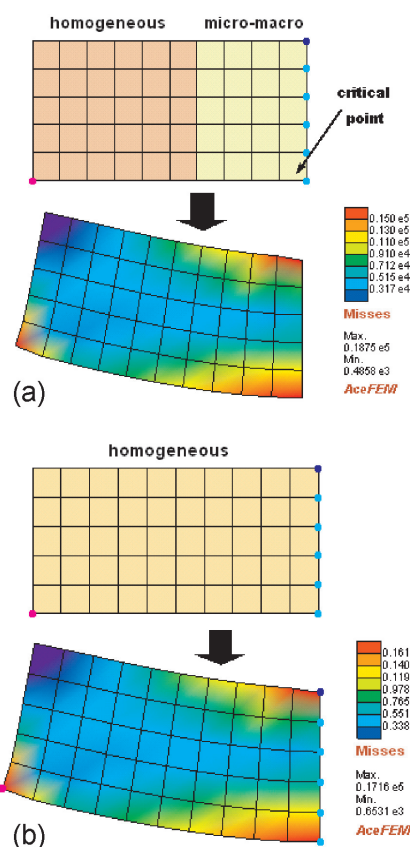 homogeneous micro-macro
critical
point
0.150 e5
0.130 e5
0.110 e5
0.910 e4
0.712 e4
0.515 e4
0.317 e4
Misses
Max.
0.1875 e5
Min.
0.4858 e3
AceFEM
(a)
homogeneous
0.161
0.140
0.119
0.978
0.765
0.551
0.338
Misses
Max.
0.1716 e5
Min.
0.6531 e3
AceFEM
(b)